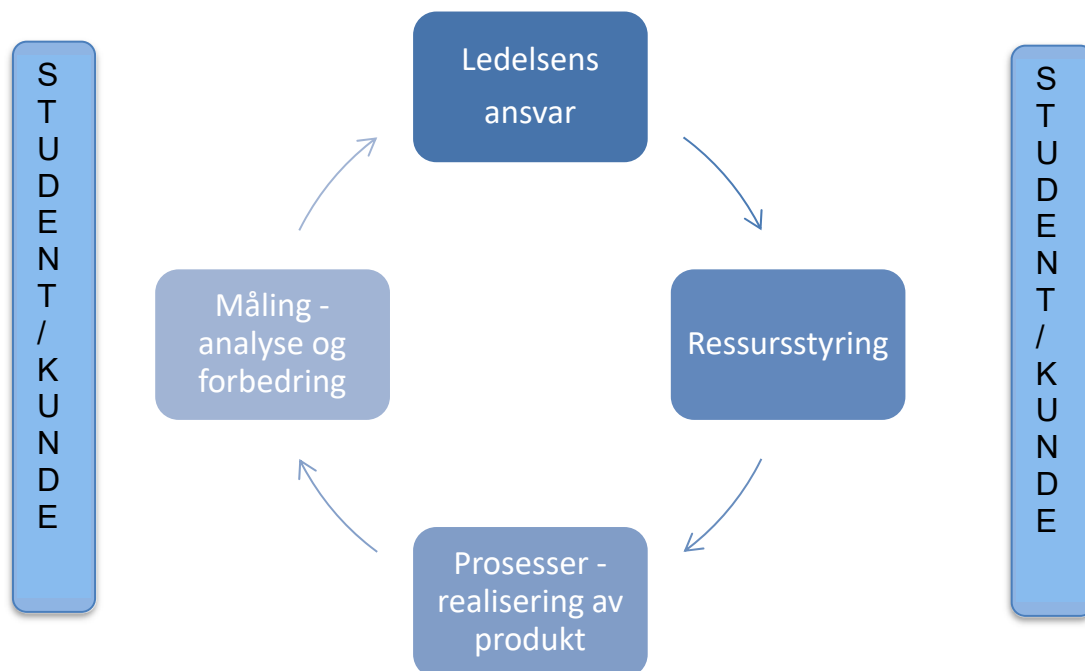 STUDENT/KUNDE
Ledelsens
ansvar
Ressursstyring
Prosesser -
realisering av
produkt
Måling -
analyse og
forbedring
STUDENT/KUNDE